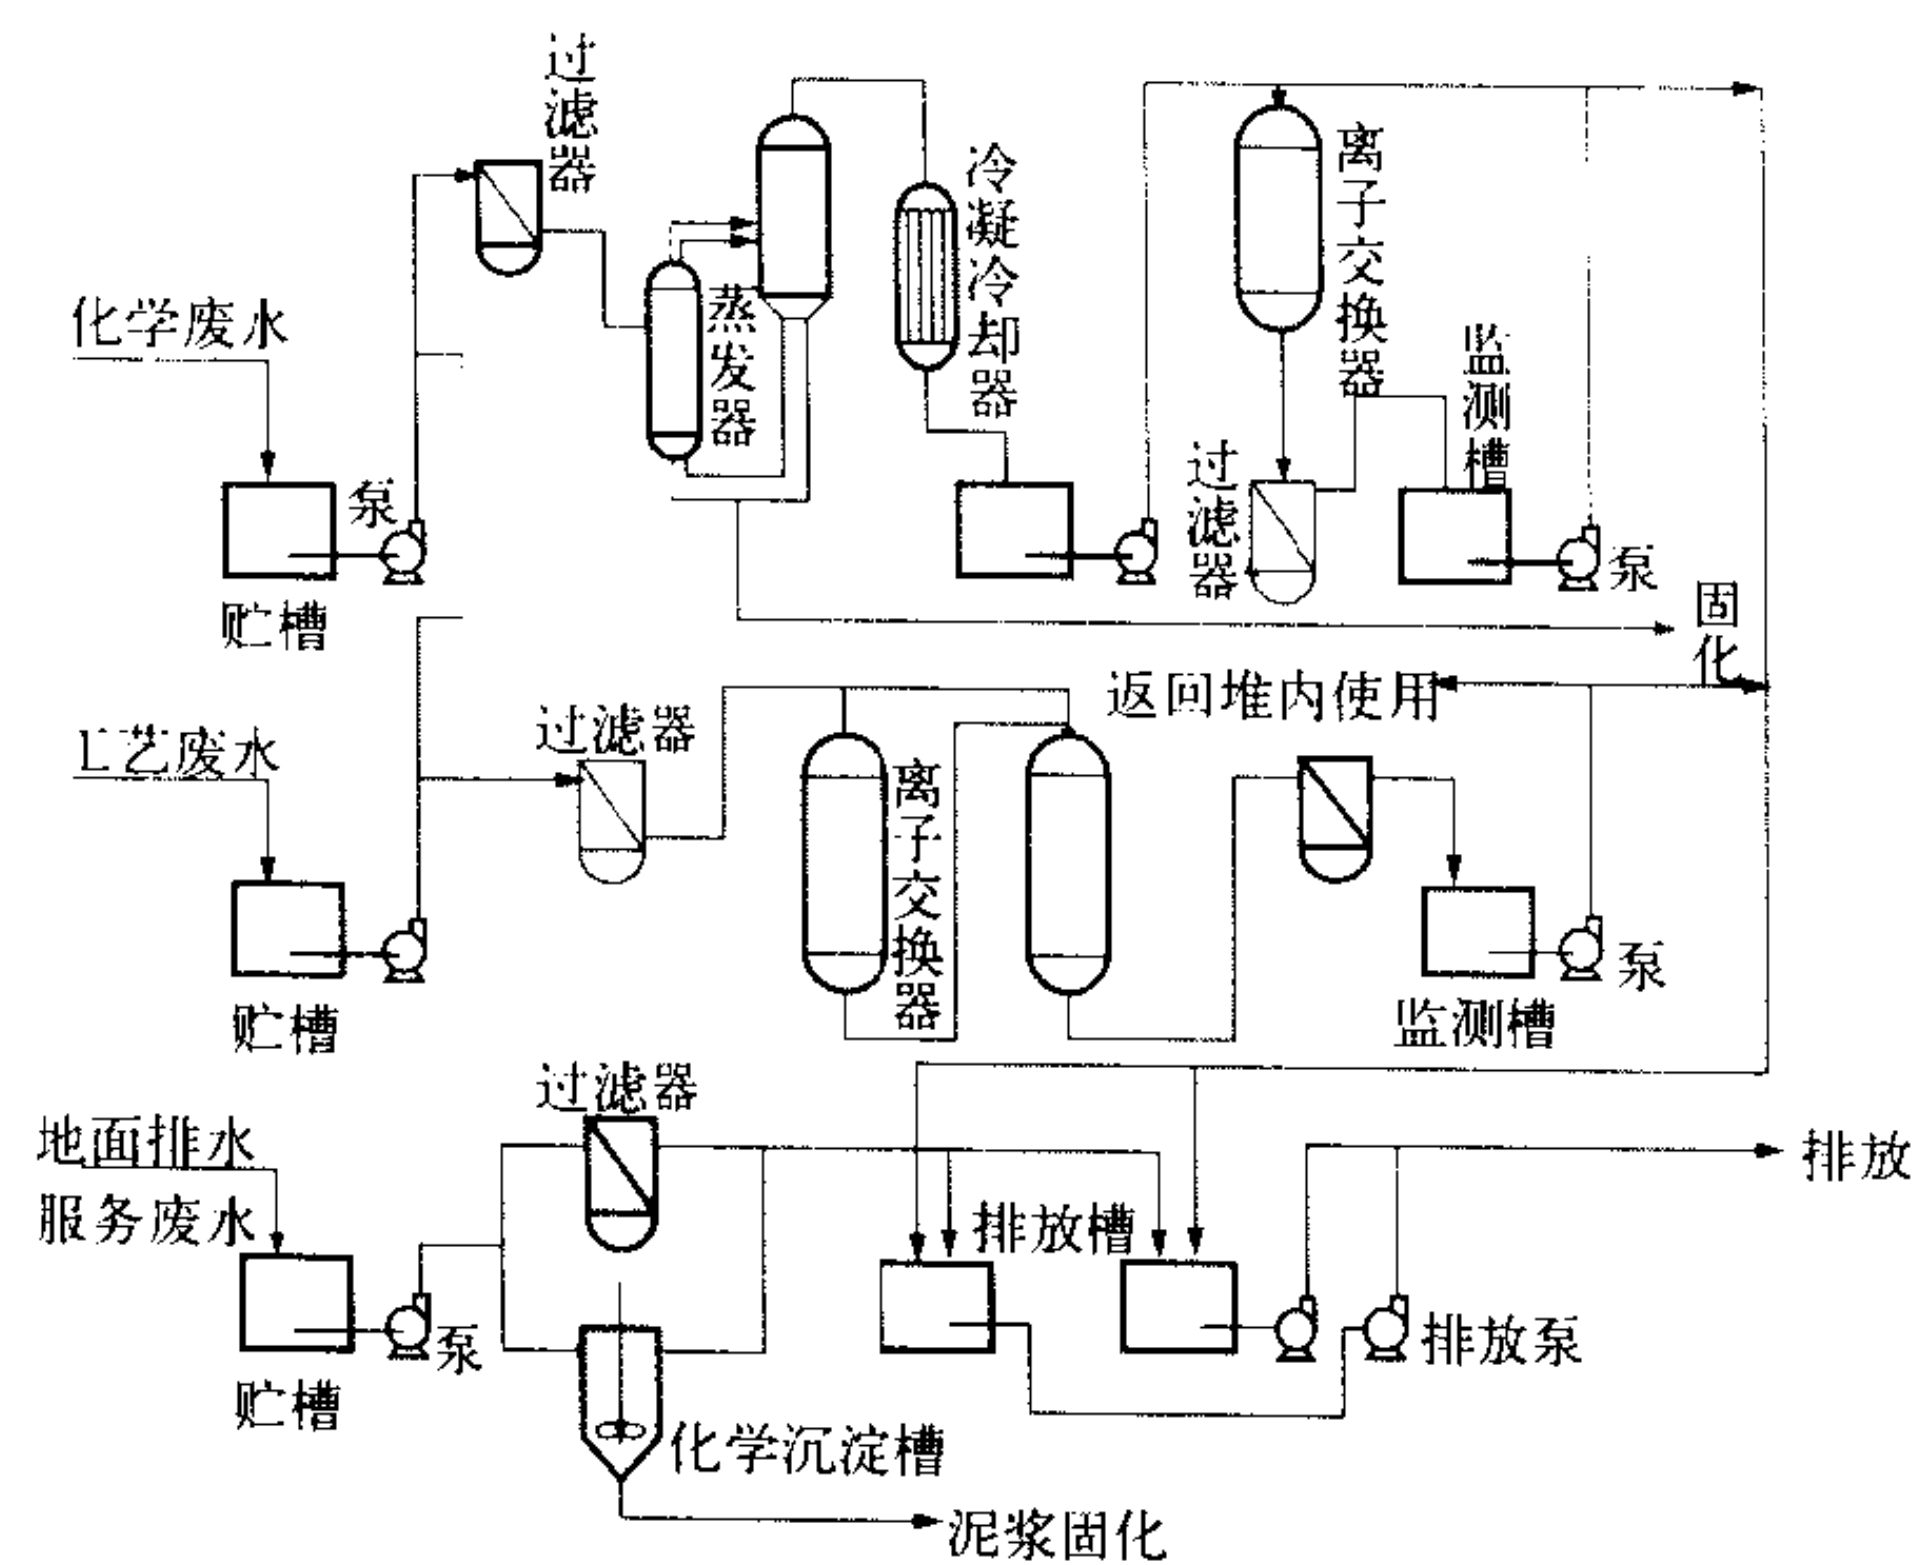 过滤器
冷凝冷却器
离子交换器
化学废水
蒸发器
监测槽
过滤器
泵
泵
贮槽
固化
返回堆内使用
过滤器
工艺废水
离子交换器
泵
监测槽
贮槽
过滤器
地面排水
服务废水
排放
排放槽
泵
排放泵
贮槽
化学沉淀槽
泥浆固化